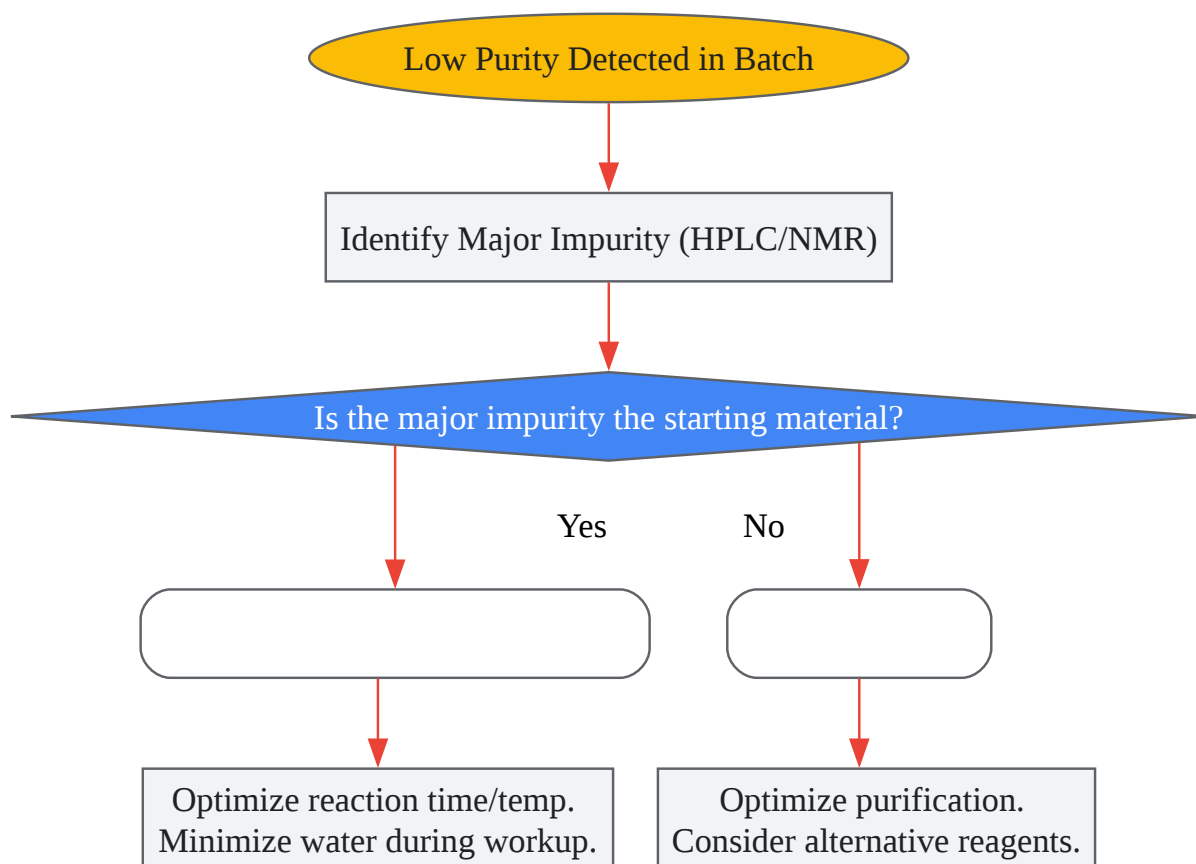 Low Purity Detected in Batch
Identify Major Impurity (HPLC/NMR)
Is the major impurity the starting material?
Yes
No
Optimize reaction time/temp.
Minimize water during workup.
Optimize purification.
Consider alternative reagents.